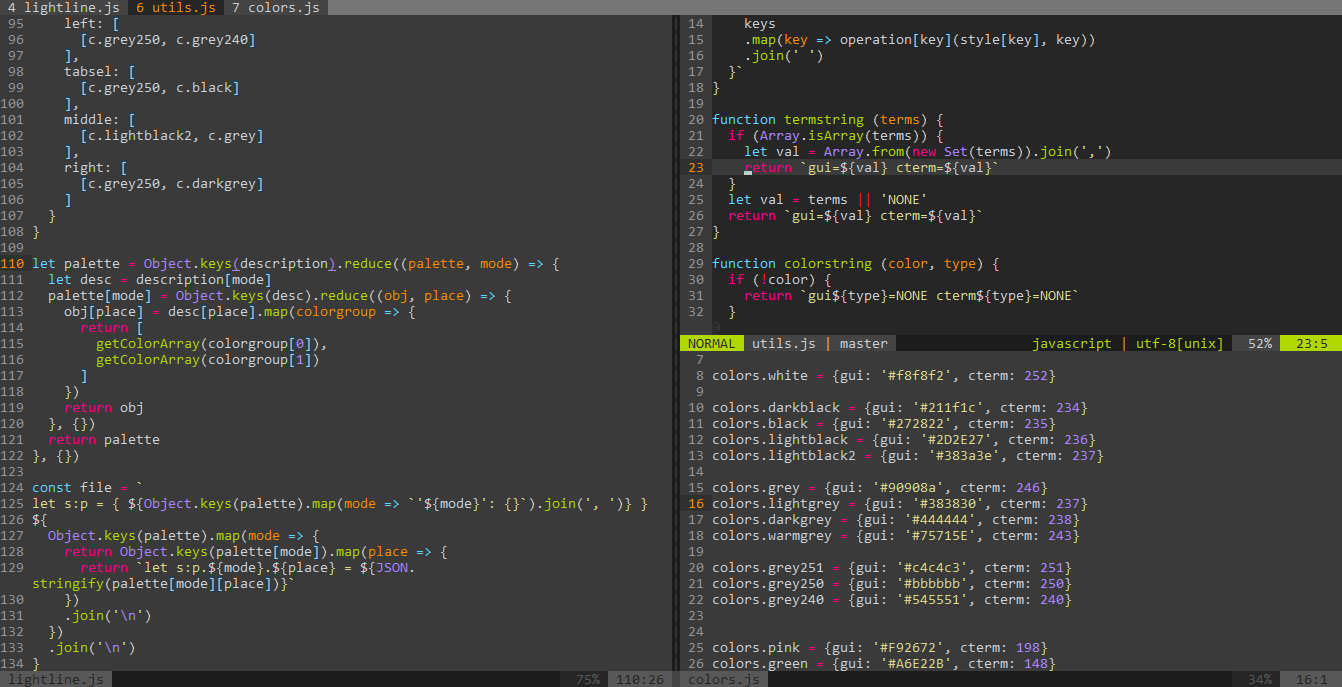 4 lightline.js  6 utils.js  7 colors.js
95     left: [
96       [c.grey250, c.grey240]
97     ],
98     tabsel: [
99       [c.grey250, c.black]
100     ],
101     middle: [
102       [c.lightblack2, c.grey]
103     ],
104     right: [
105       [c.grey250, c.darkgrey]
106     ]
107   }
108 }
109
110 let palette = Object.keys(description).reduce((palette, mode) => {
111   let desc = description[mode]
112   palette[mode] = Object.keys(desc).reduce((obj, place) => {
113     obj[place] = desc[place].map(colorgroup => {
114       return [
115         getColorArray(colorgroup[0]),
116         getColorArray(colorgroup[1])
117       ]
118     })
119     return obj
120   }, {})
121   return palette
122 }, {})
123
124 const file = `
125 let s:p = { ${Object.keys(palette).map(mode => `'${mode}': {}`).join(', ')} }
126 ${
127   Object.keys(palette).map(mode => {
128     return Object.keys(palette[mode]).map(place => {
129       return `let s:p.${mode}.${place} = ${JSON.
stringify(palette[mode][place])}`
130     })
131     .join('\n')
132   })
133   .join('\n')
134 }
lightline.js 75% 110:26
14     keys
15     .map(key => operation[key](style[key], key))
16     .join(' ')
17   }`
18 }
19
20 function termstring (terms) {
21   if (Array.isArray(terms)) {
22     let val = Array.from(new Set(terms)).join(',')
23     return `gui=${val} cterm=${val}`
24   }
25   let val = terms || 'NONE'
26   return `gui=${val} cterm=${val}`
27 }
28
29 function colorstring (color, type) {
30   if (!color) {
31     return `gui${type}=NONE cterm${type}=NONE`
32   }
@
NORMAL utils.js | master javascript | utf-8[unix] 52% 23:5
7
8 colors.white = {gui: '#f8f8f2', cterm: 252}
9
10 colors.darkblack = {gui: '#211f1c', cterm: 234}
11 colors.black = {gui: '#272822', cterm: 235}
12 colors.lightblack = {gui: '#2D2E27', cterm: 236}
13 colors.lightblack2 = {gui: '#383a3e', cterm: 237}
14
15 colors.grey = {gui: '#90908a', cterm: 246}
16 colors.lightgrey = {gui: '#383830', cterm: 237}
17 colors.darkgrey = {gui: '#444444', cterm: 238}
18 colors.warmgrey = {gui: '#75715E', cterm: 243}
19
20 colors.grey251 = {gui: '#c4c4c3', cterm: 251}
21 colors.grey250 = {gui: '#bbbbbb', cterm: 250}
22 colors.grey240 = {gui: '#545551', cterm: 240}
23
24
25 colors.pink = {gui: '#F92672', cterm: 198}
26 colors.green = {gui: '#A6E22B', cterm: 148}
colors.js 34% 16:1